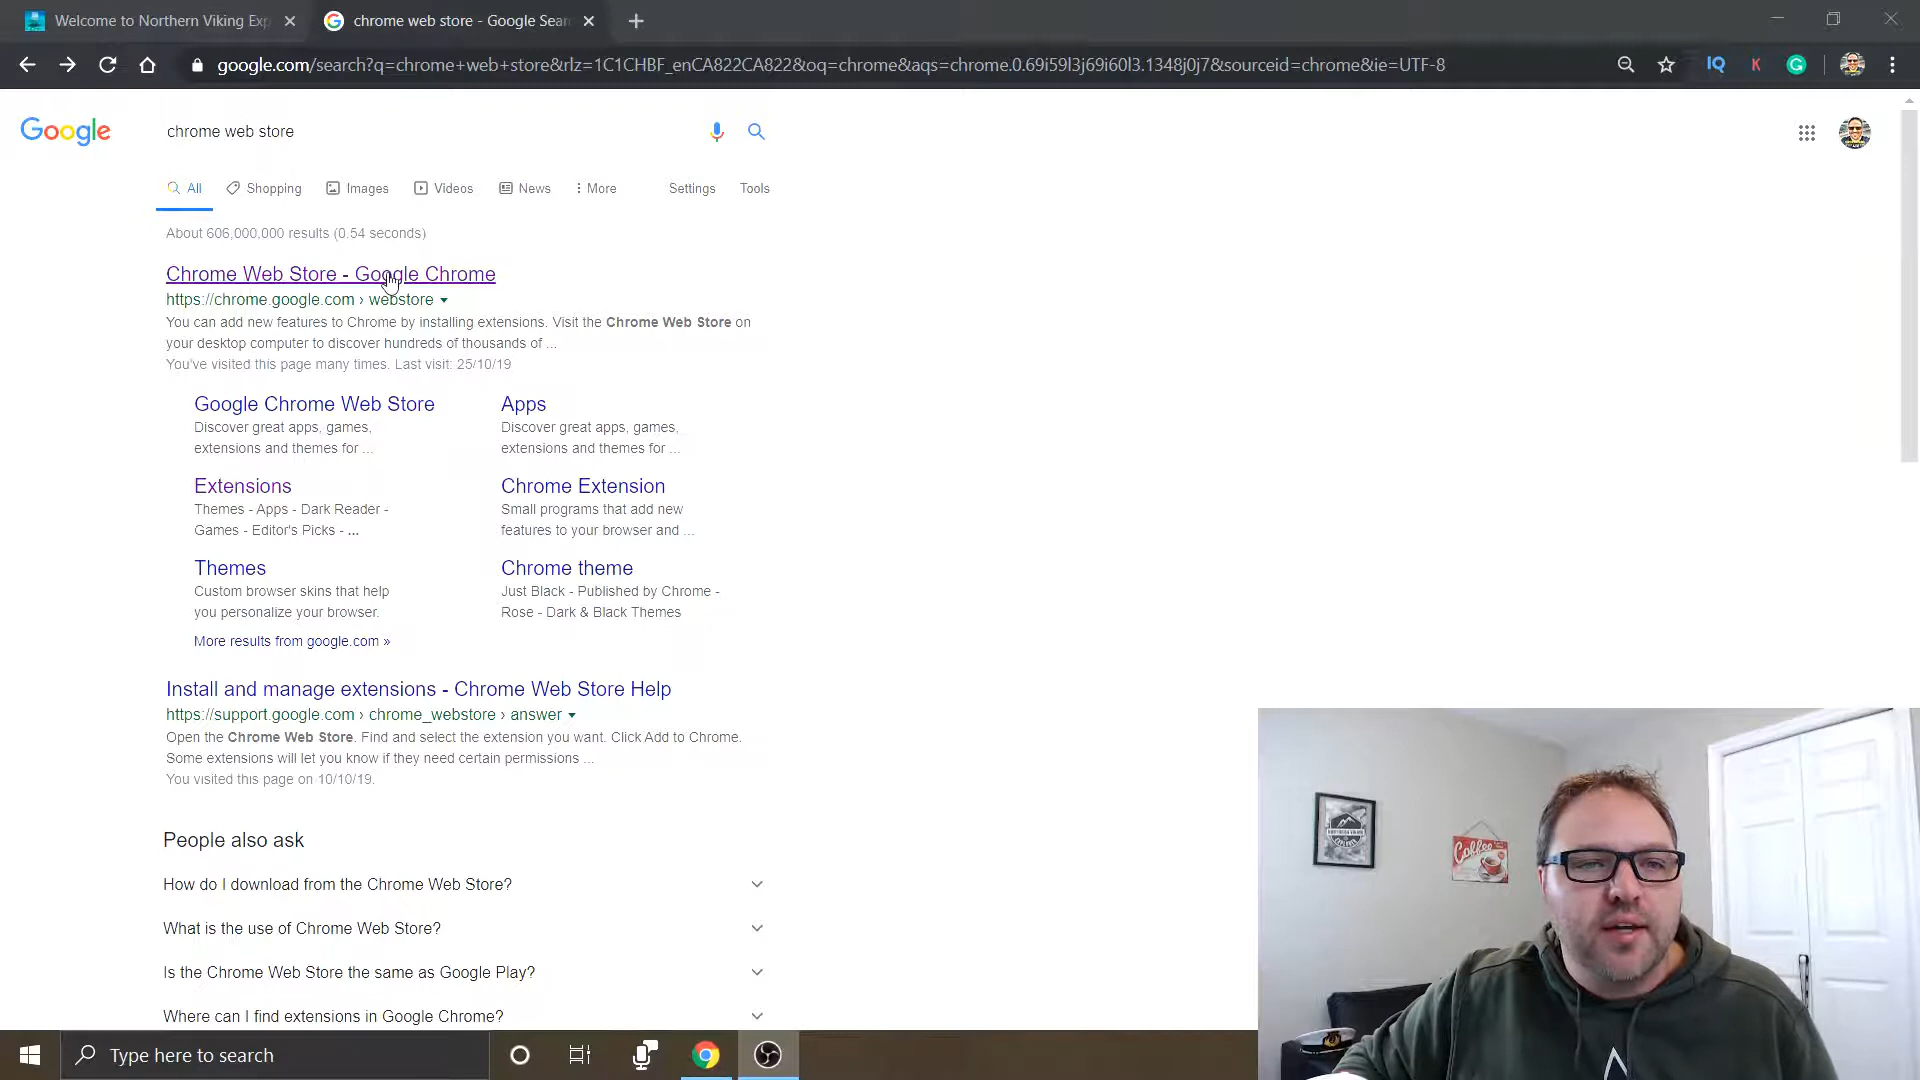 Welcome to Northern Viking Exp
chrome web store - Google Sear
google.com/search?q=chrome+web+store&rlz=1C1CHBF_enCA822CA822&oq=chrome&aqs=chrome.0.69i59l3j69i60l3.1348j0j7&sourceid=chrome&ie=UTF-8
IQ
K
G
Google
chrome web store
All
Shopping
Images
Videos
News
More
Settings
Tools
About 606,000,000 results (0.54 seconds)
Chrome Web Store - Google Chrome
https://chrome.google.com › webstore
You can add new features to Chrome by installing extensions. Visit the Chrome Web Store on
your desktop computer to discover hundreds of thousands of ...
You've visited this page many times. Last visit: 25/10/19
Google Chrome Web Store
Discover great apps, games,
extensions and themes for ...
Apps
Discover great apps, games,
extensions and themes for ...
Extensions
Themes - Apps - Dark Reader -
Games - Editor's Picks - ...
Chrome Extension
Small programs that add new
features to your browser and ...
Themes
Custom browser skins that help
you personalize your browser.
Chrome theme
Just Black - Published by Chrome -
Rose - Dark & Black Themes
More results from google.com »
Install and manage extensions - Chrome Web Store Help
https://support.google.com › chrome_webstore › answer
Open the Chrome Web Store. Find and select the extension you want. Click Add to Chrome.
Some extensions will let you know if they need certain permissions ...
You visited this page on 10/10/19.
People also ask
How do I download from the Chrome Web Store?
What is the use of Chrome Web Store?
Is the Chrome Web Store the same as Google Play?
Where can I find extensions in Google Chrome?
NORTHERN VIKING
EXPLORER
Coffee
Type here to search